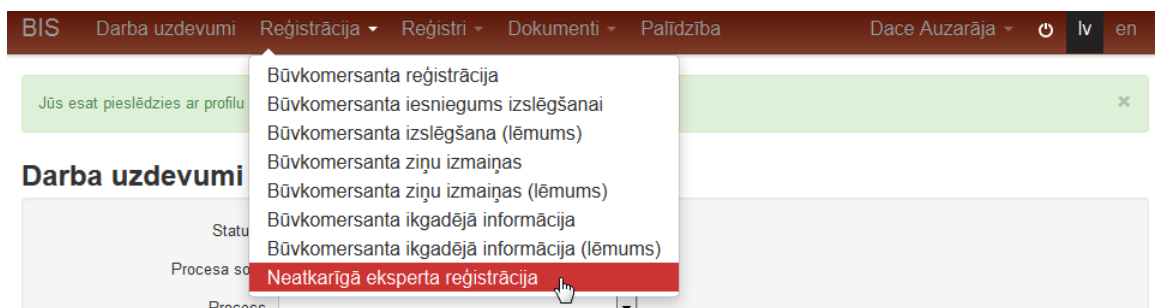 BIS Darba uzdevumi Reģistrācija Reģistri Dokumenti Palīdzība Dace Auzarāja lv en
Būvkomersanta reģistrācija
Būvkomersanta iesniegums izslēgšanai
Jūs esat pieslēdzies ar profilu
Būvkomersanta izslēgšana (lēmums)
Būvkomersanta ziņu izmaiņas
Darba uzdevumi
Būvkomersanta ziņu izmaiņas (lēmums)
Būvkomersanta ikgadējā informācija
Statu
Būvkomersanta ikgadējā informācija (lēmums)
Procesa so
Neatkarīgā eksperta reģistrācija
Process